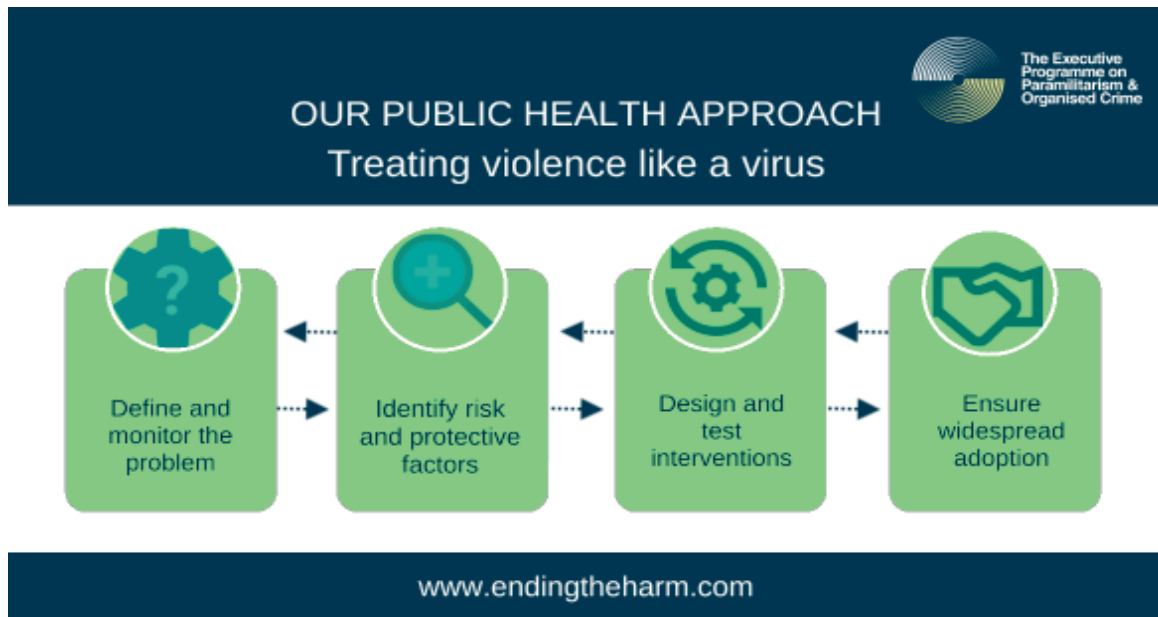 The Executive
Programme on
Paramilitarism &
Organised Crime
OUR PUBLIC HEALTH APPROACH
Treating violence like a virus
?
Define and
monitor the
problem
Identify risk
and protective
factors
Design and
test
interventions
Ensure
widespread
adoption
www.endingtheharm.com